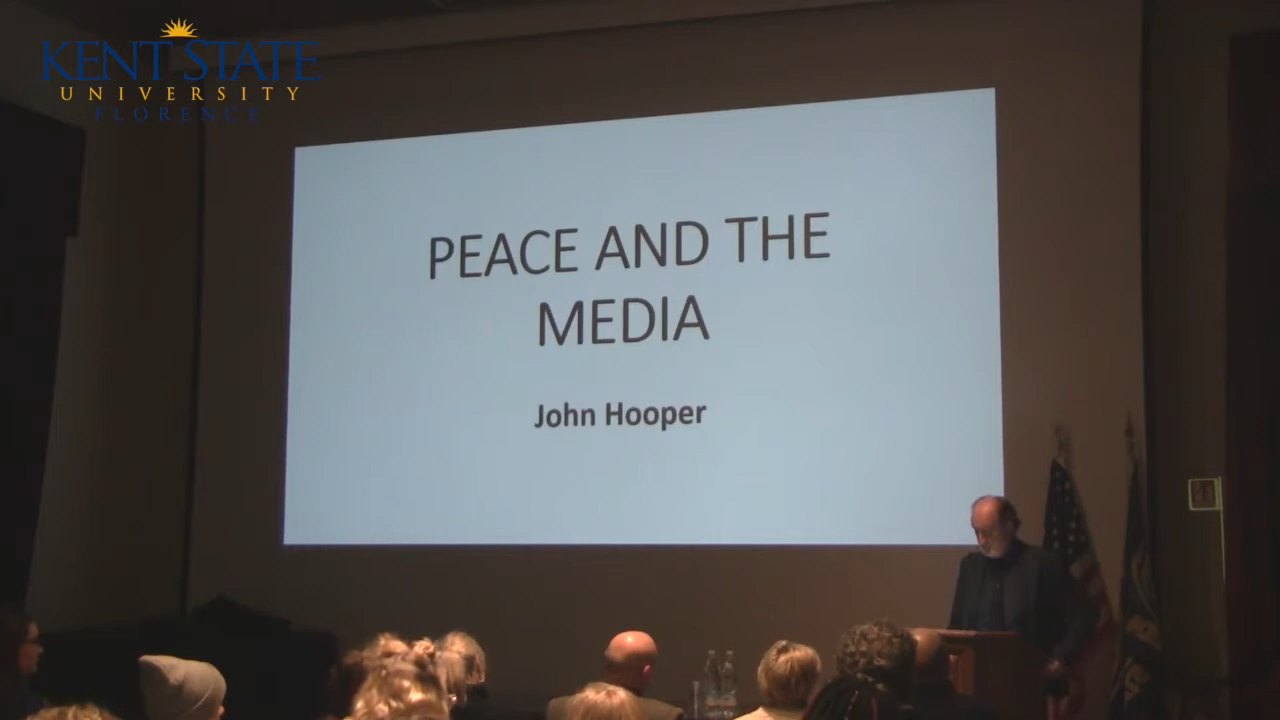 KENT STATE
UNIVERSITY
FLORENCE
PEACE AND THE
MEDIA
John Hooper